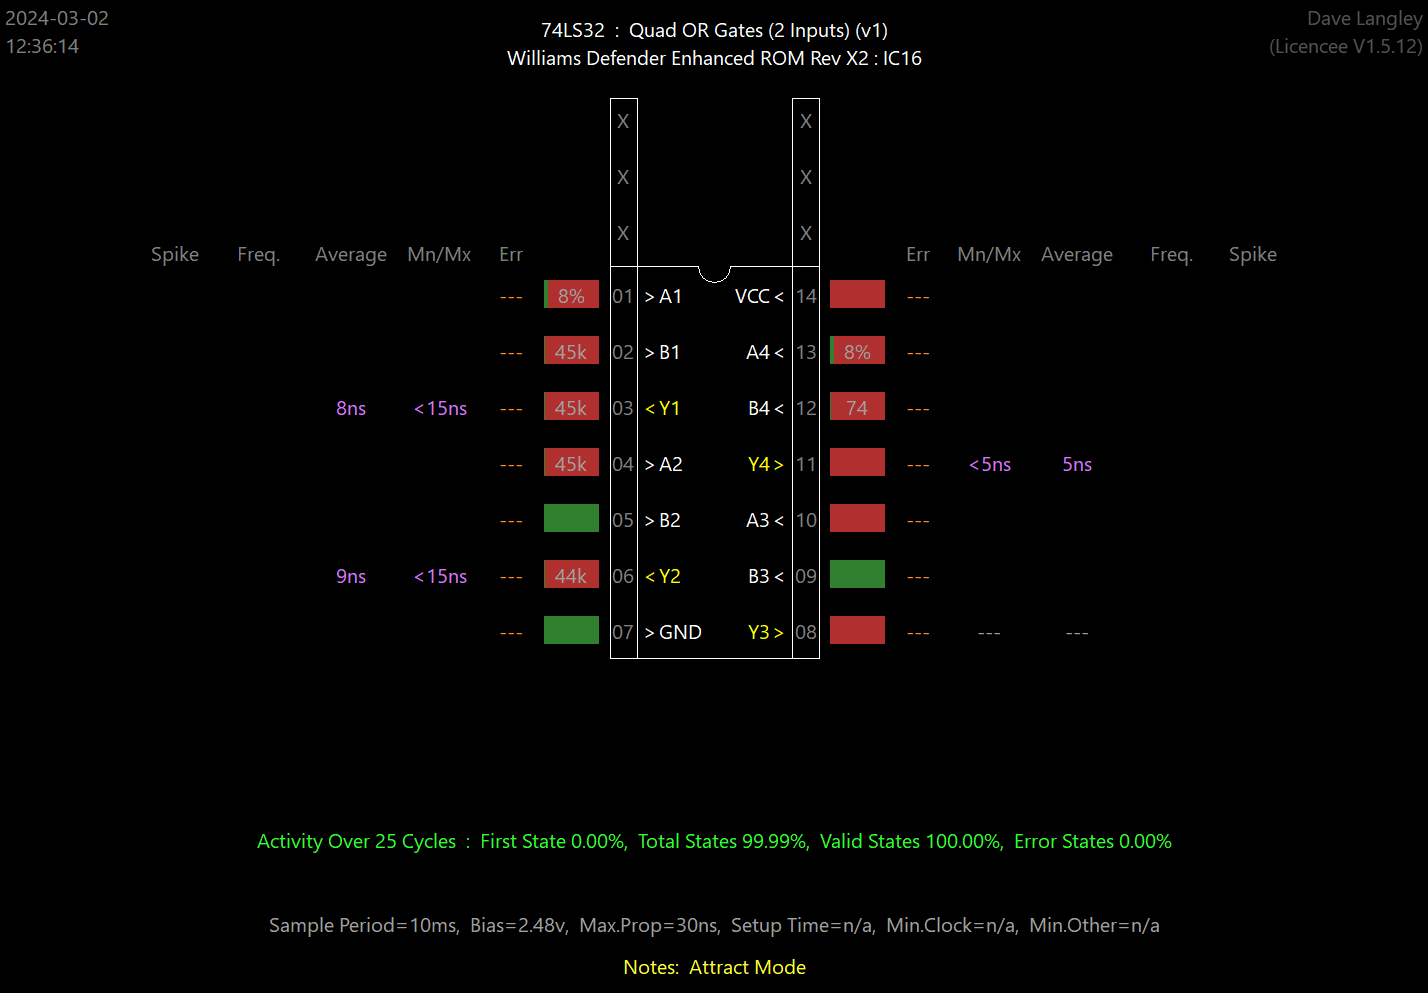 2024-03-02
12:36:14
74LS32 : Quad OR Gates (2 Inputs) (v1)
Williams Defender Enhanced ROM Rev X2 : IC16
Dave Langley
(Licencee V1.5.12)
X X
X X
X X
Spike Freq. Average Mn/Mx Err Err Mn/Mx Average Freq. Spike
--- 8% 01 > A1 VCC < 14 ---
--- 45k 02 > B1 A4 < 13 8% ---
8ns <15ns --- 45k 03 < Y1 B4 < 12 74 ---
--- 45k 04 > A2 Y4 > 11 --- <5ns 5ns
--- 05 > B2 A3 < 10 ---
9ns <15ns --- 44k 06 < Y2 B3 < 09 ---
--- 07 > GND Y3 > 08 --- --- ---
Activity Over 25 Cycles : First State 0.00%, Total States 99.99%, Valid States 100.00%, Error States 0.00%
Sample Period=10ms, Bias=2.48v, Max.Prop=30ns, Setup Time=n/a, Min.Clock=n/a, Min.Other=n/a
Notes: Attract Mode